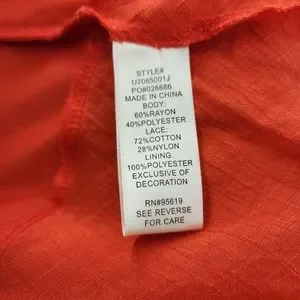 STYLE#
U7065001J
PO#026686
MADE IN CHINA
BODY:
60%RAYON
40%POLYESTER
LACE:
72%COTTON
28%NYLON
LINING:
100%POLYESTER
EXCLUSIVE OF
DECORATION
RN#95619
SEE REVERSE
FOR CARE